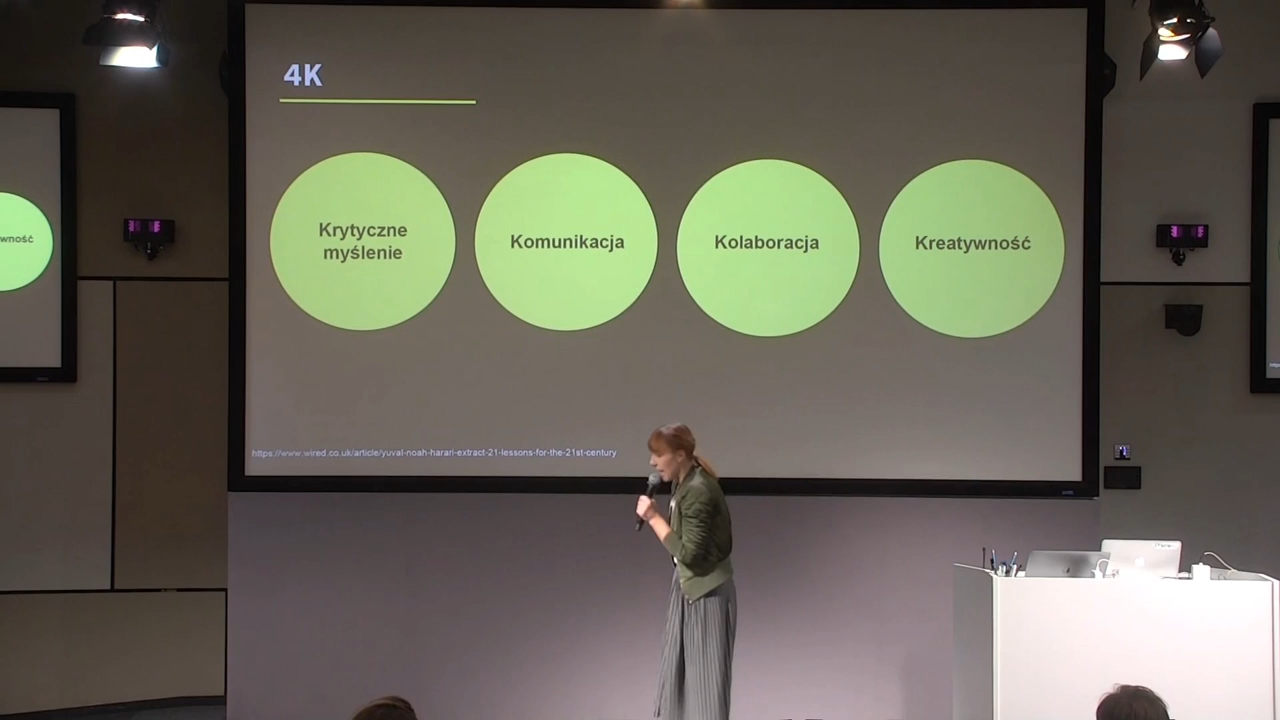 4K
Krytyczne
myślenie
Komunikacja
Kolaboracja
Kreatywność
https://www.wired.co.uk/article/yuval-noah-harari-extract-21-lessons-for-the-21st-century
wność